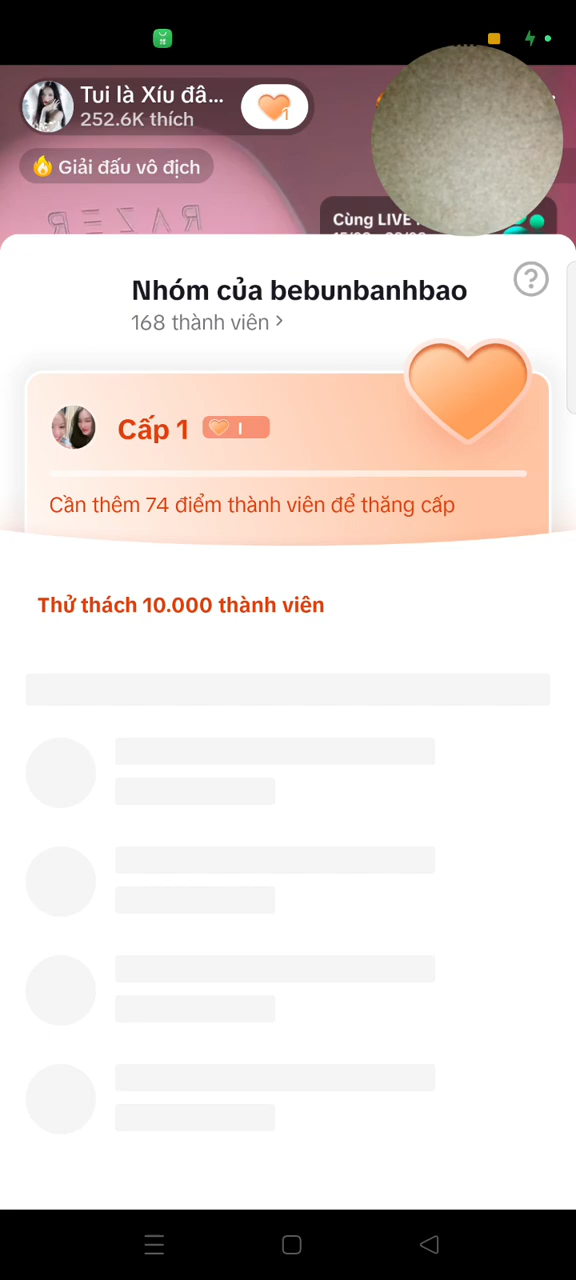 Tui là Xíu đâ...
252.6K thích
1
Giải đấu vô địch
RAZER
Cùng LIVE
Nhóm của bebunbanhbao
168 thành viên >
Cấp 1
I
Cần thêm 74 điểm thành viên để thăng cấp
Thử thách 10.000 thành viên